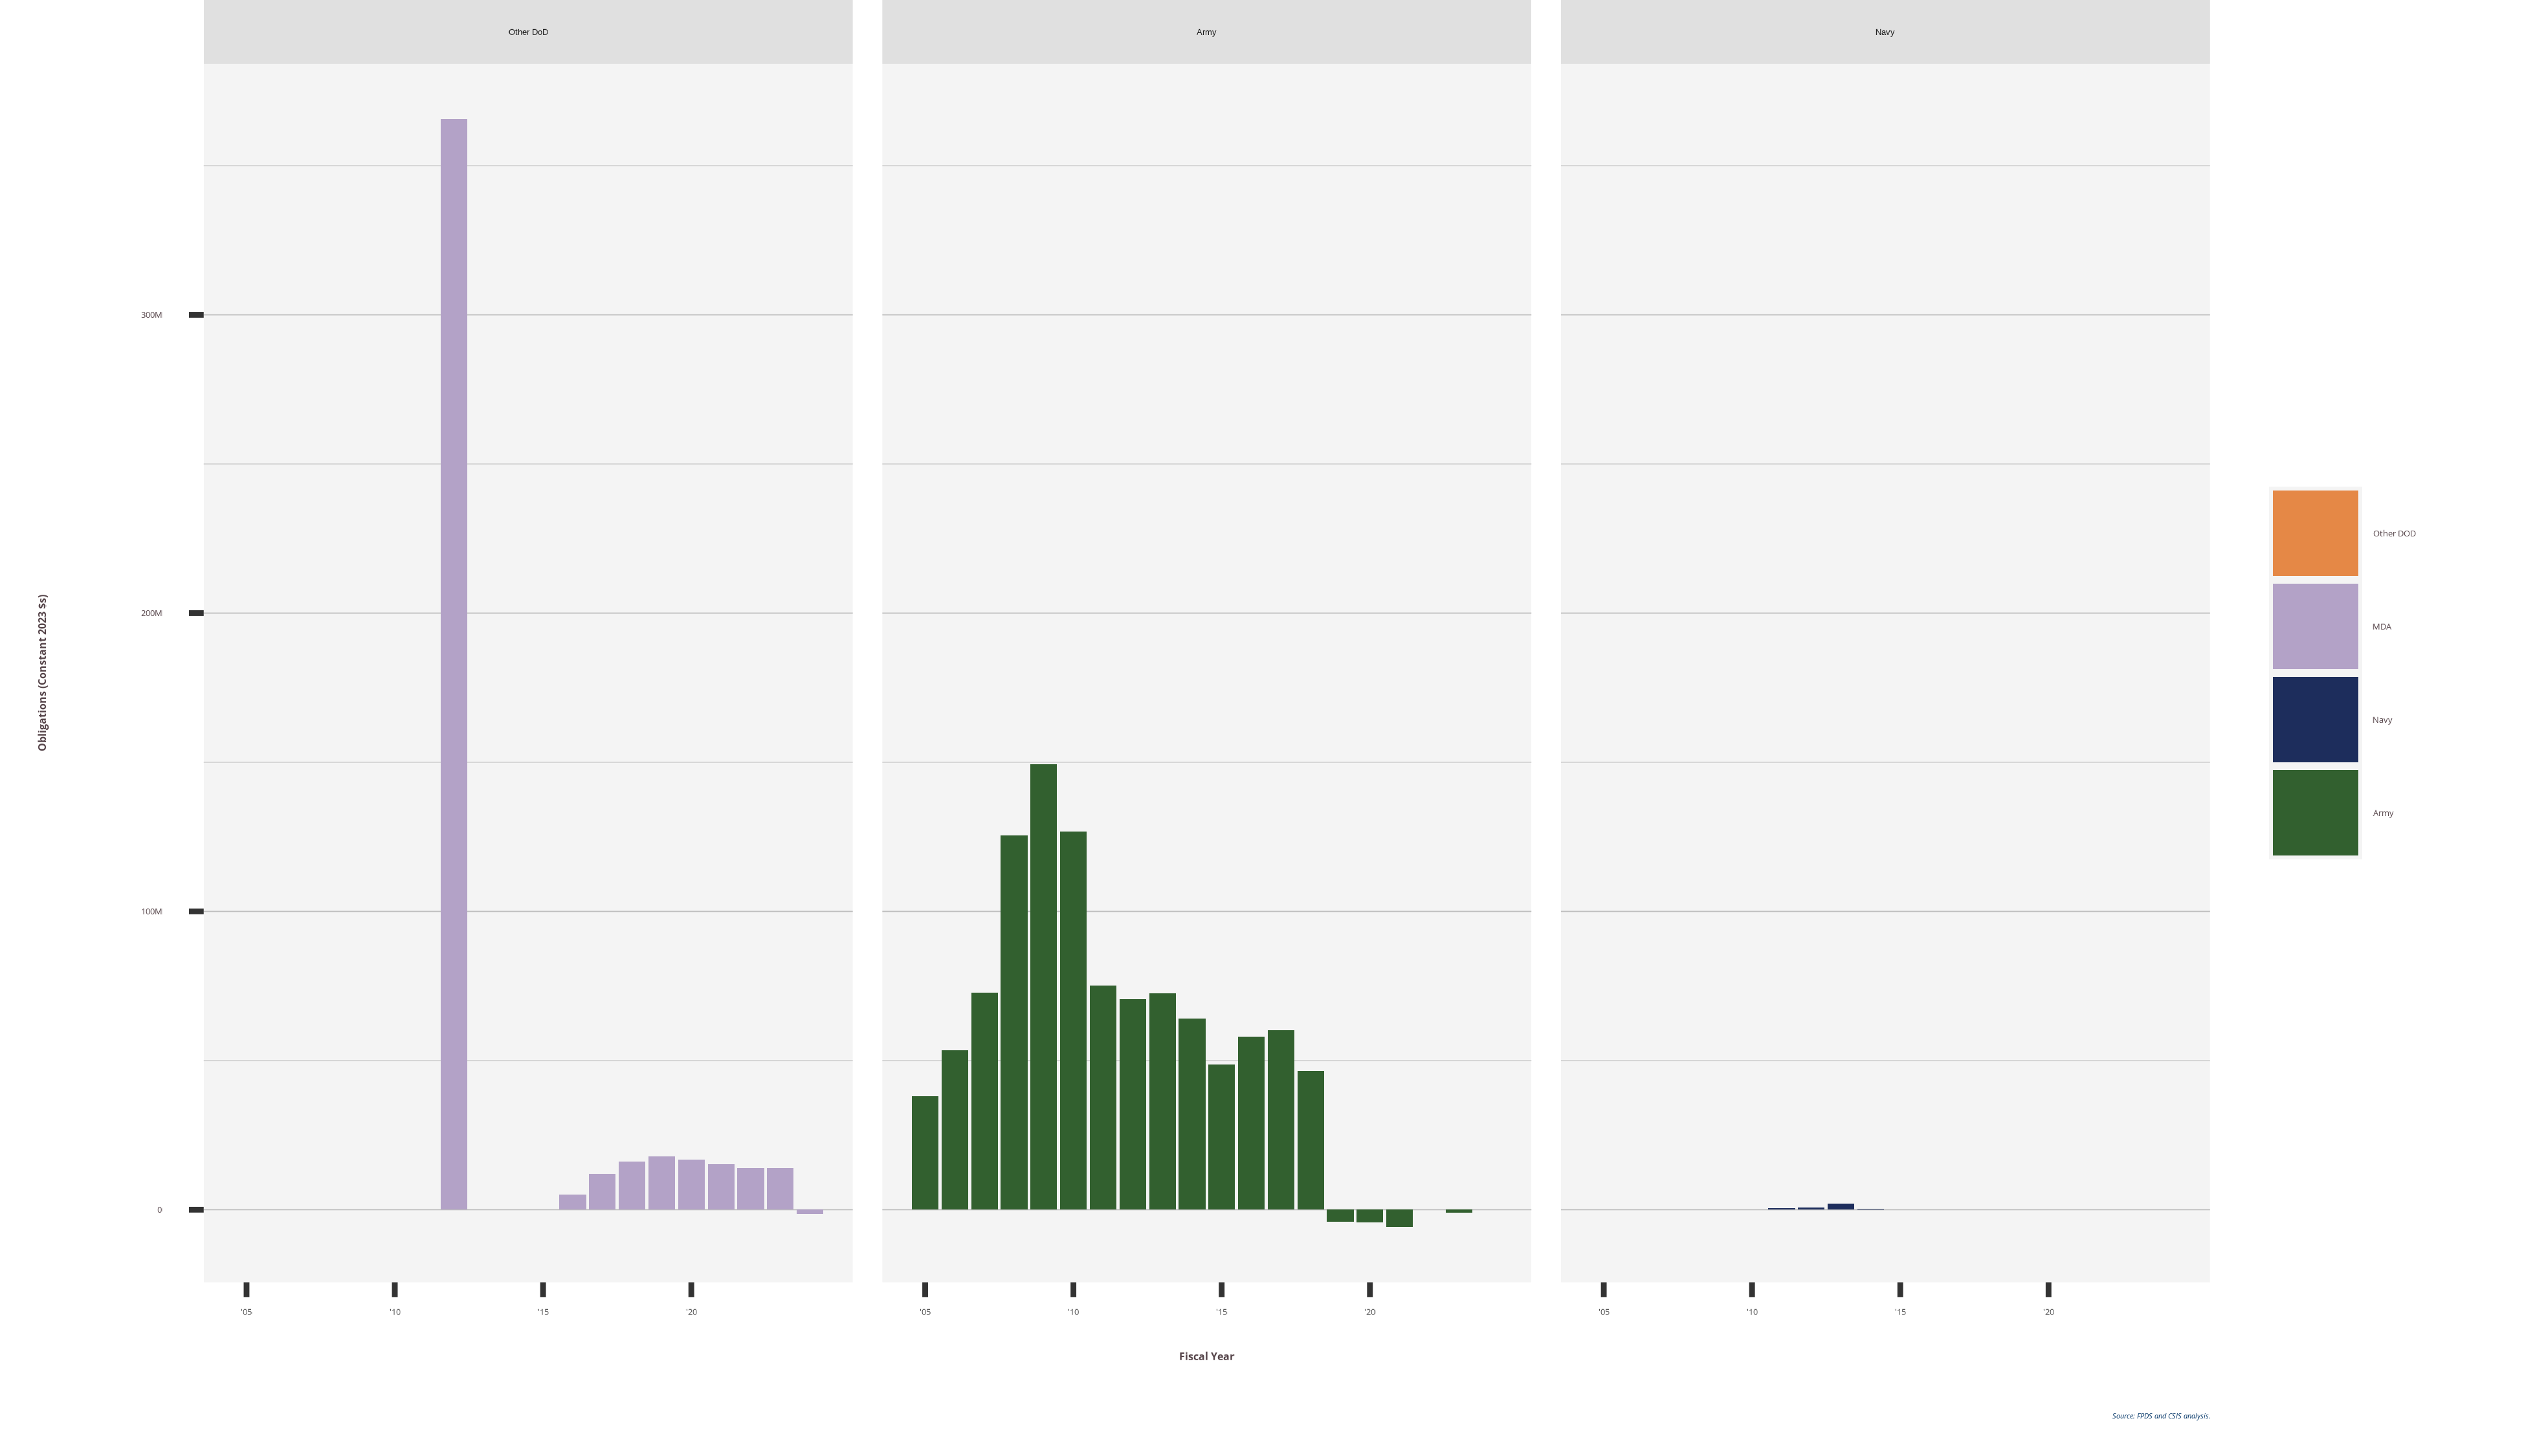 Other DoD
Army
Navy
300M
200M
100M
0
Obligations (Constant 2023 $s)
'05
'10
'15
'20
'05
'10
'15
'20
'05
'10
'15
'20
Fiscal Year
Other DOD
MDA
Navy
Army
Source: FPDS and CSIS analysis.